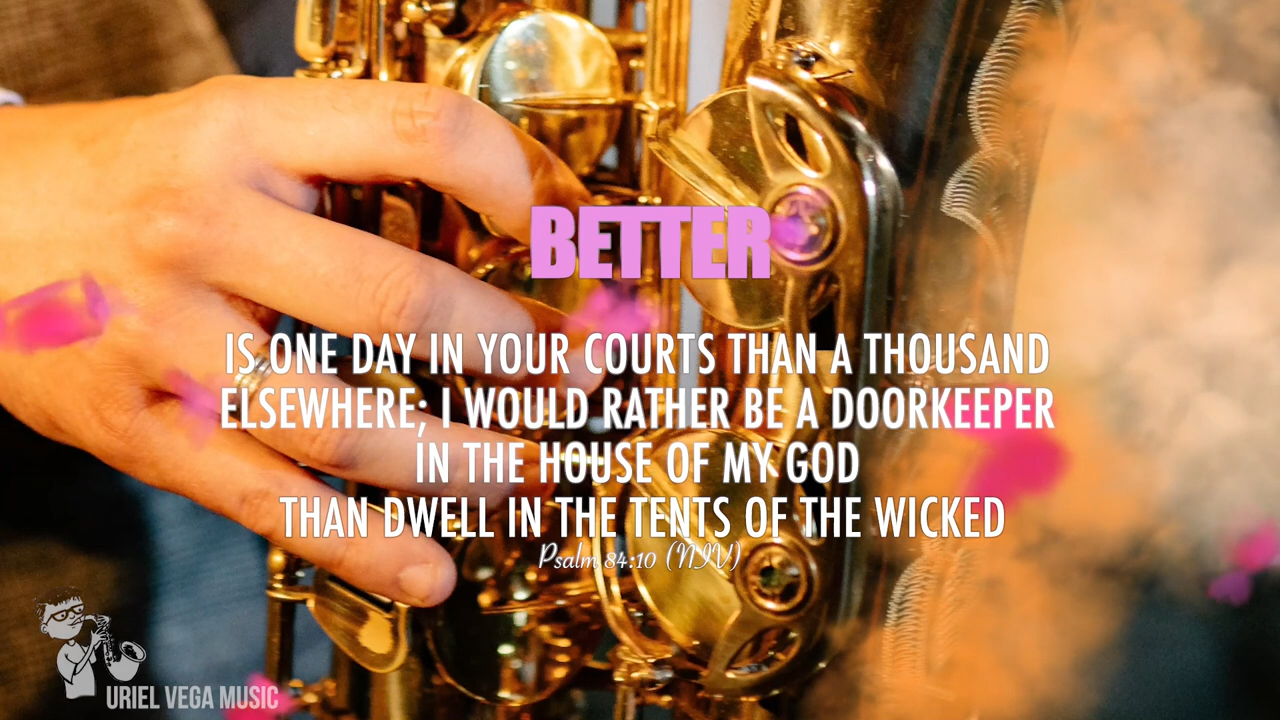 BETTER
IS ONE DAY IN YOUR COURTS THAN A THOUSAND
ELSEWHERE; I WOULD RATHER BE A DOORKEEPER
IN THE HOUSE OF MY GOD
THAN DWELL IN THE TENTS OF THE WICKED
Psalm 84:10 (NIV)
URIEL VEGA MUSIC